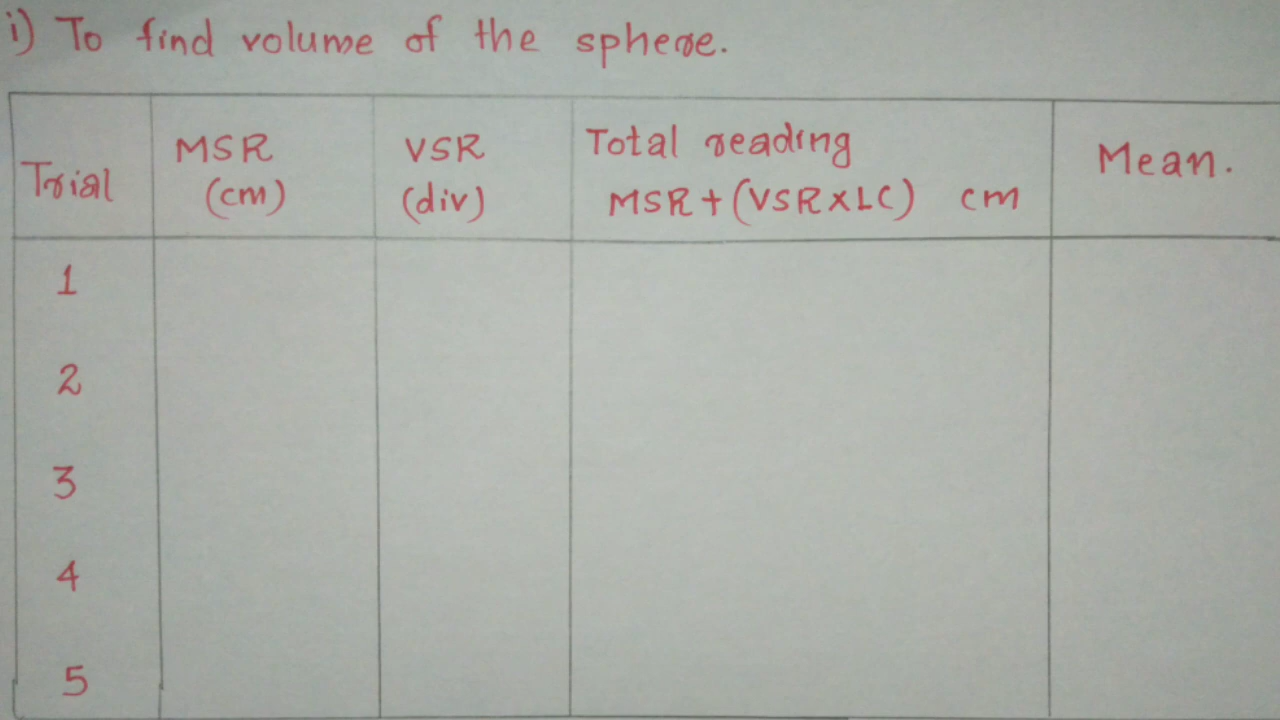 i) To find volume of the sphere.
Trial MSR (cm) VSR (div) Total reading MSR + (VSR x LC) cm Mean.
1
2
3
4
5